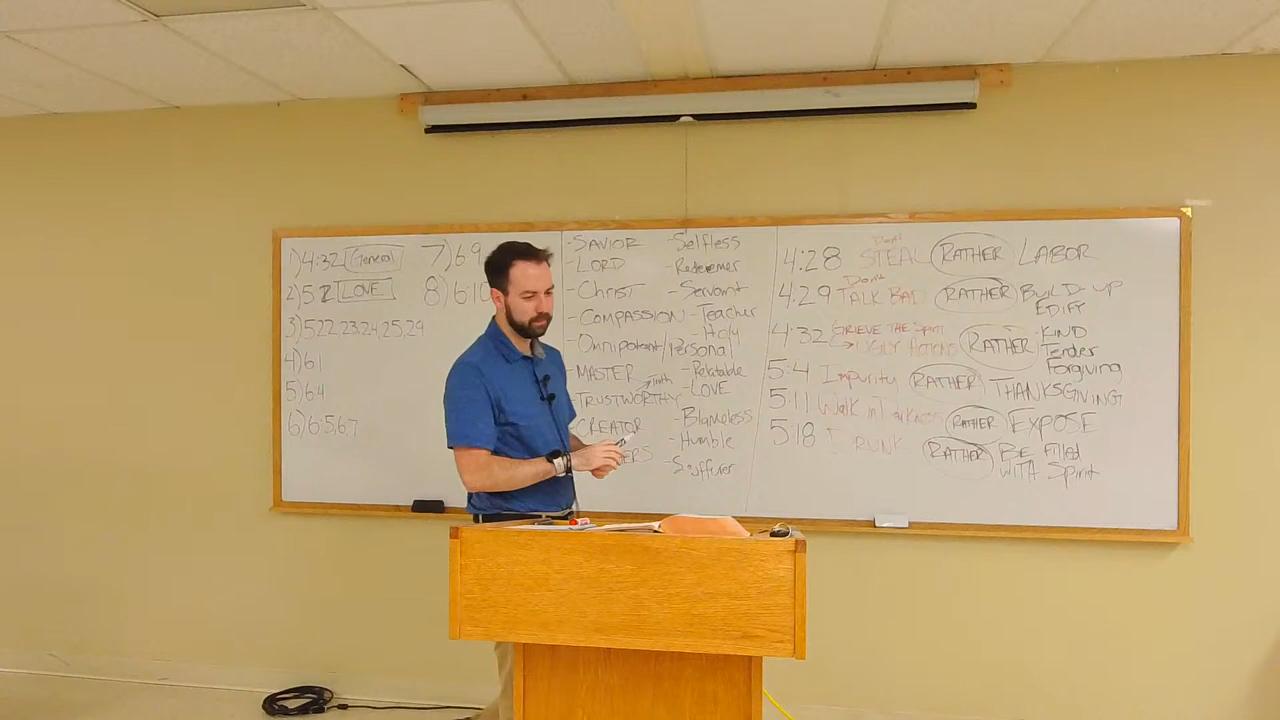 1) 4:32 General
2) 5 2 LOVE
3) 5 22, 23, 24, 25, 29
4) 6 1
5) 6 4
6) 6:5, 6, 7
7) 6 9
8) 6:10
- SAVIOR
- LORD
- CHRIST
- COMPASSION
- Omnipotent/Personal
- MASTER
- TRUSTWORTHY
- CREATOR
- Selfless
- Redeemer
- Servant
- Teacher
- Holy
- Relatable
- LOVE
- Blameless
- Humble
- Sufferer
4:28 Don't STEAL RATHER LABOR
4:29 Don't TALK BAD RATHER BUILD-UP
EDIFY
4:32 GRIEVE THE Spirit
→ UGLY ACTIONS RATHER · KIND
· Tender
· Forgiving
5:4 Impurity RATHER THANKSGIVING
5:11 Walk in Darkness RATHER EXPOSE
5:18 DRUNK RATHER BE Filled
WITH Spirit